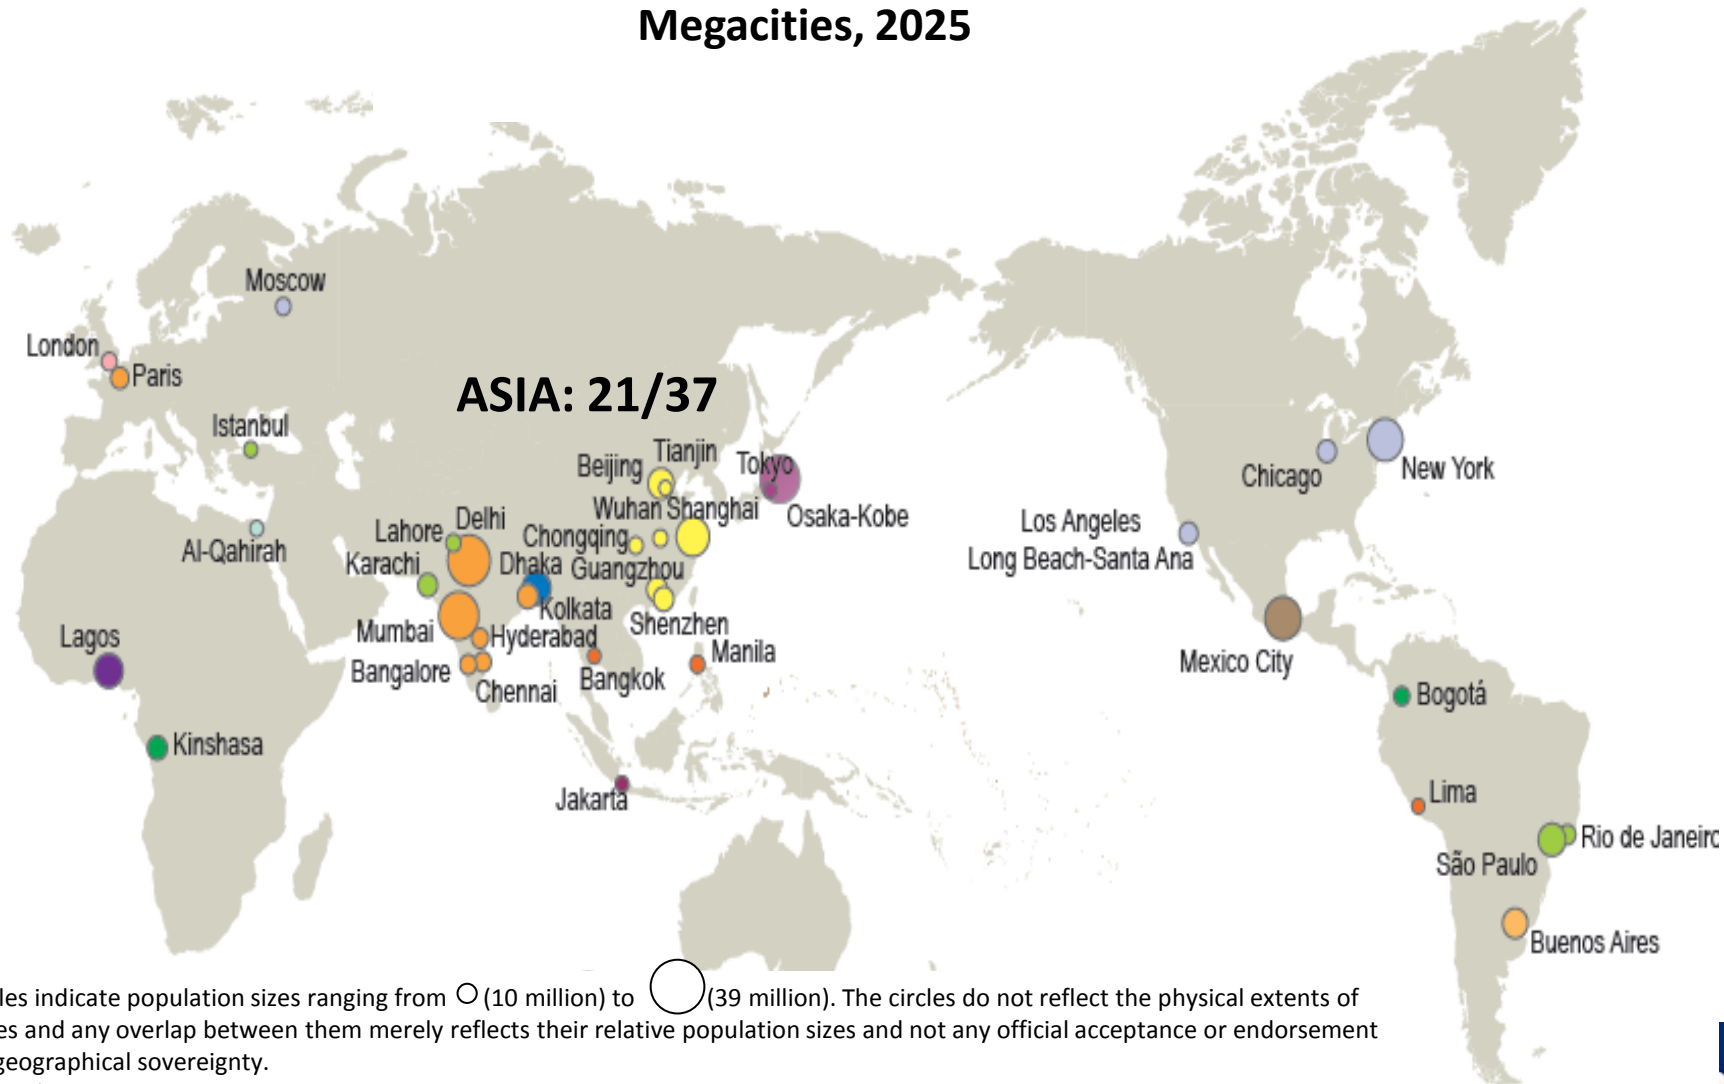 Megacities, 2025
Moscow
London
Paris
ASIA: 21/37
Istanbul
Tianjin
Beijing
Tokyo
New York
Chicago
Wuhan Shanghai
Osaka-Kobe
Lahore
Delhi
Chongqing
Los Angeles
Long Beach-Santa Ana
Al-Qahirah
Karachi
Dhaka
Guangzhou
Kolkata
Shenzhen
Mumbai
Hyderabad
Lagos
Manila
Mexico City
Bangalore
Chennai
Bangkok
Bogotá
Kinshasa
Jakarta
Lima
Rio de Janeiro
São Paulo
Buenos Aires
les indicate population sizes ranging from (10 million) to (39 million). The circles do not reflect the physical extents of
es and any overlap between them merely reflects their relative population sizes and not any official acceptance or endorsement
geographical sovereignty.